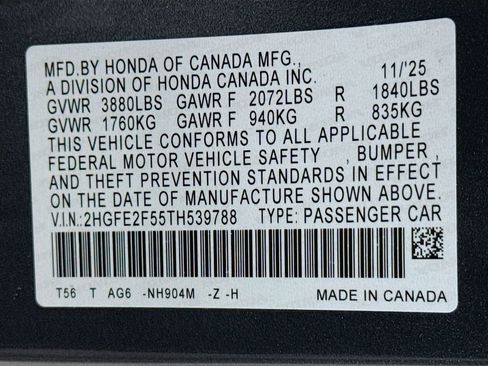 MFD.BY HONDA OF CANADA MFG.,
A DIVISION OF HONDA CANADA INC. 11/'25
GVWR 3880LBS GAWR F 2072LBS R 1840LBS
GVWR 1760KG GAWR F 940KG R 835KG
THIS VEHICLE CONFORMS TO ALL APPLICABLE
FEDERAL MOTOR VEHICLE SAFETY , BUMPER ,
AND THEFT PREVENTION STANDARDS IN EFFECT
ON THE DATE OF MANUFACTURE SHOWN ABOVE.
V.I.N.:2HGFE2F55TH539788 TYPE: PASSENGER CAR
T56 T AG6 -NH904M -Z -H MADE IN CANADA